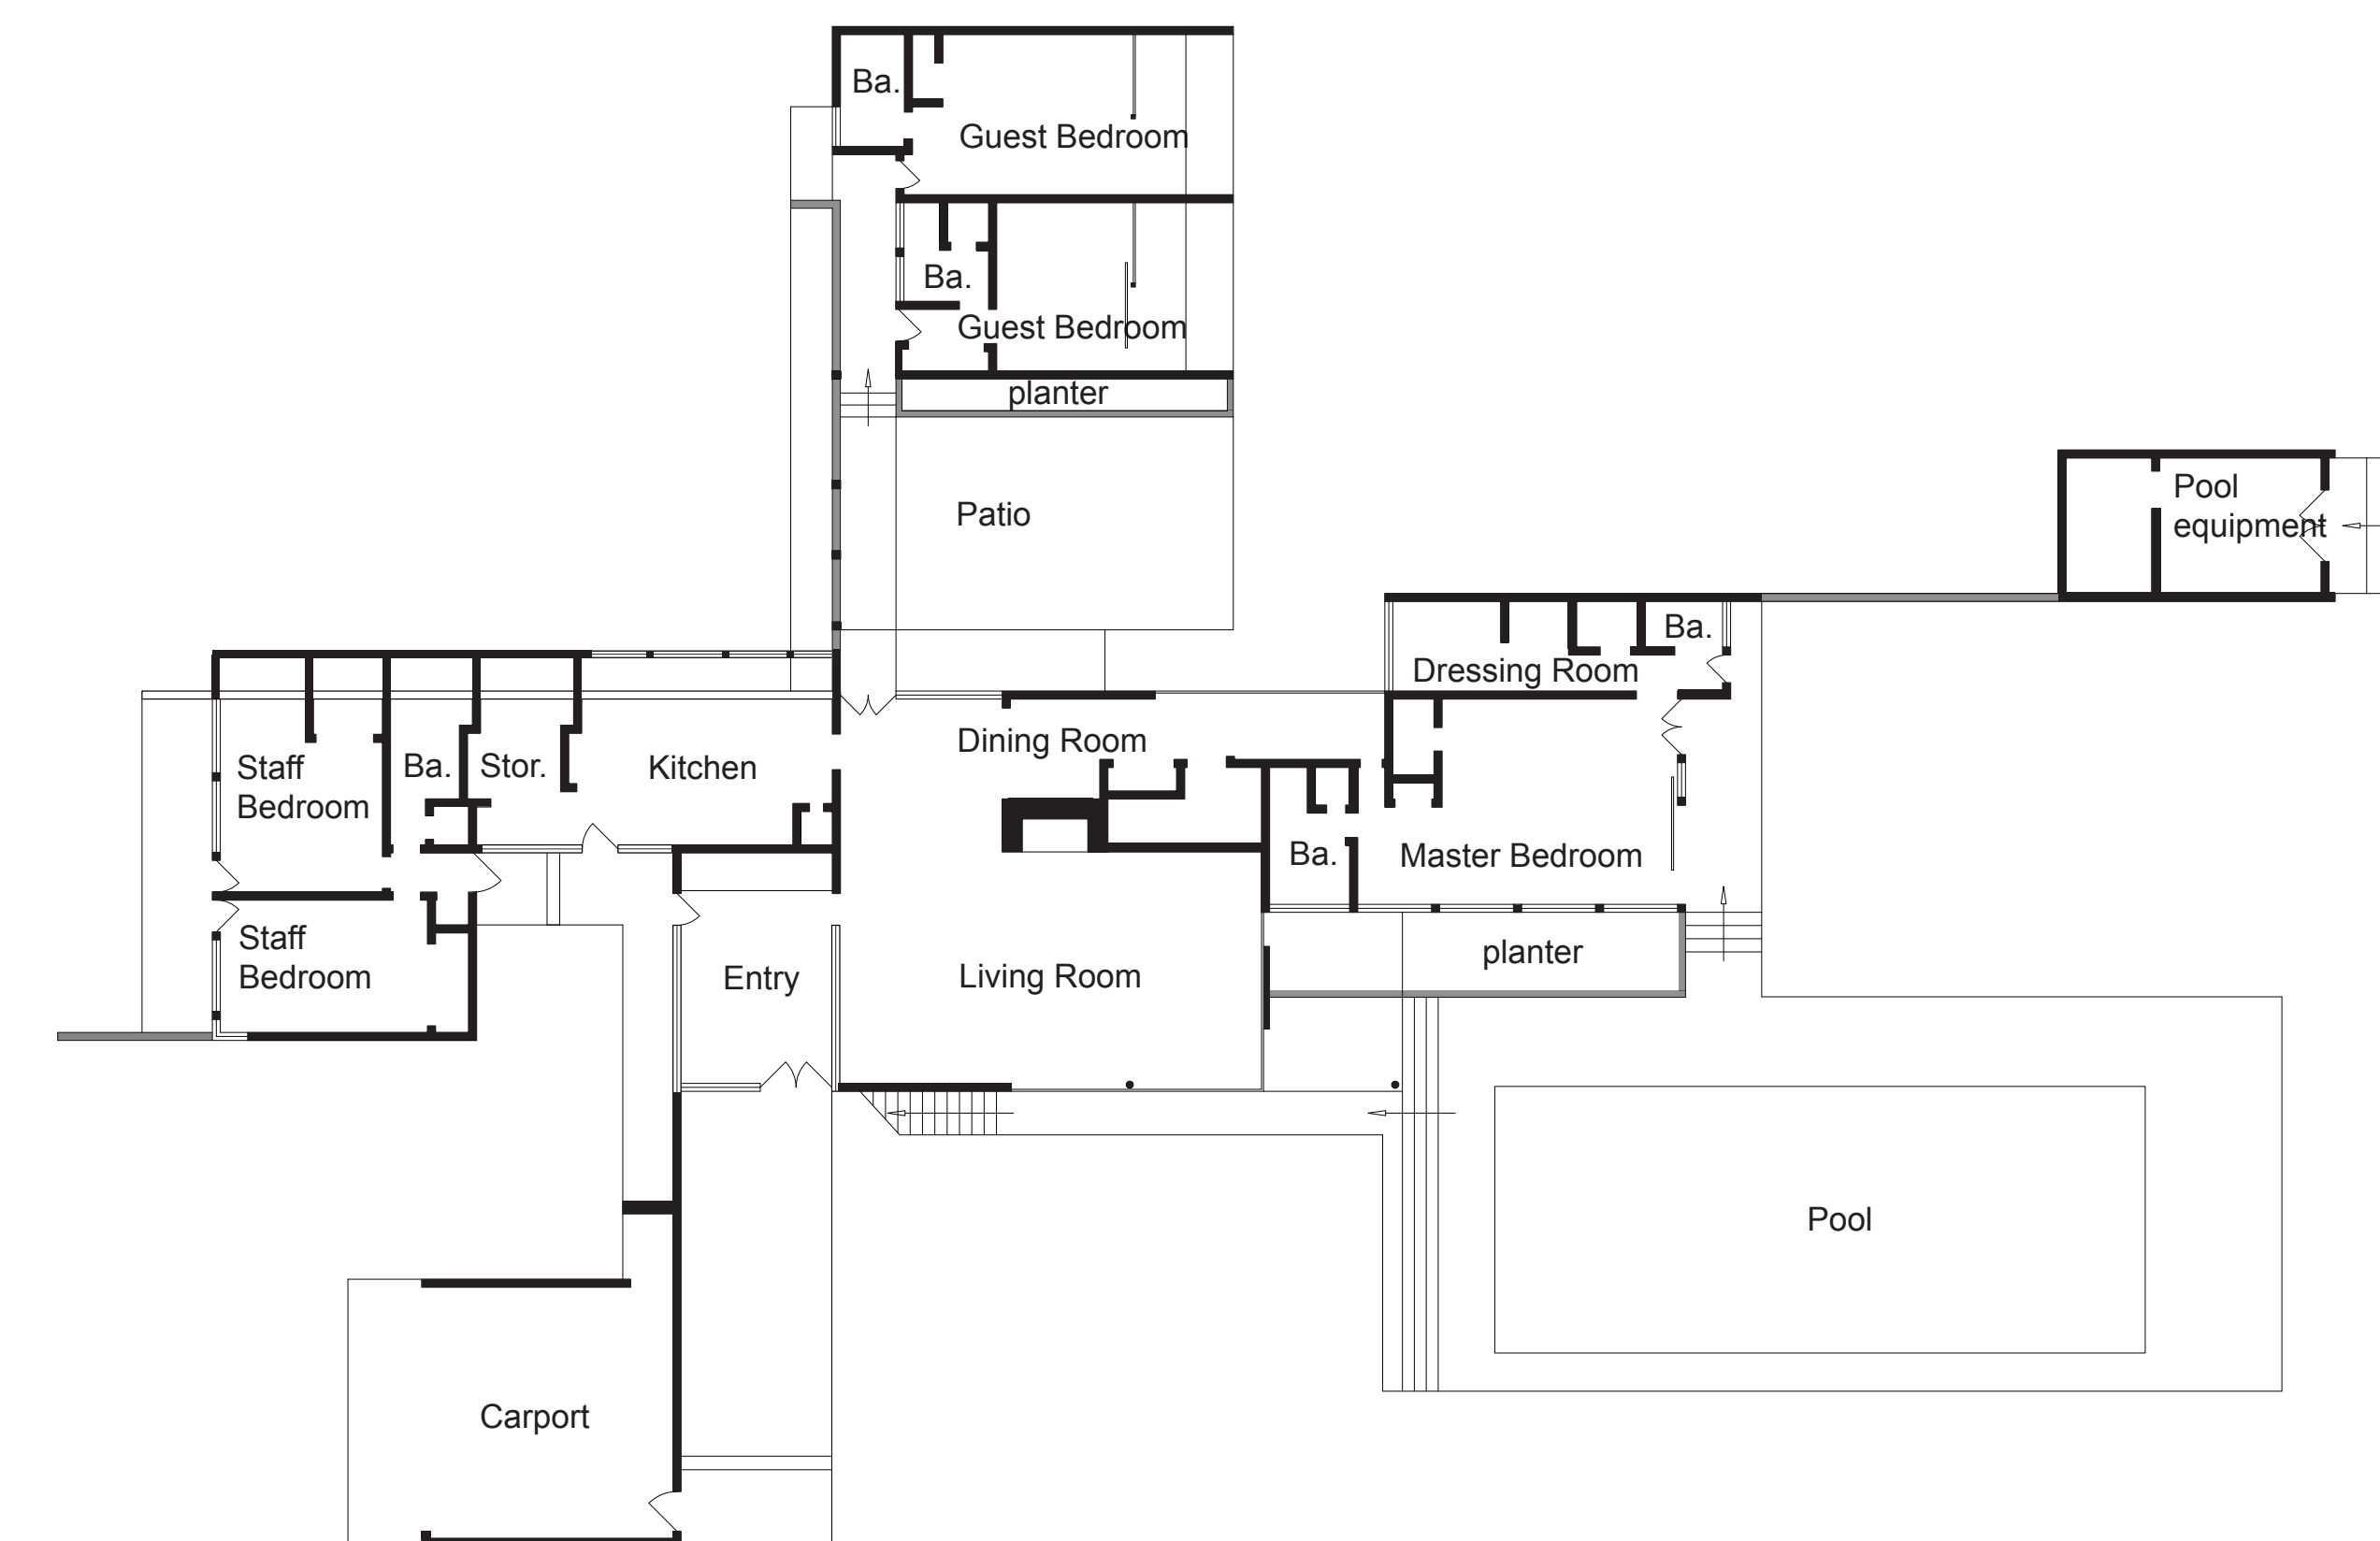 Ba.
Guest Bedroom
Ba.
Guest Bedroom
planter
Patio
Pool
equipment
Ba.
Dressing Room
Dining Room
Staff
Bedroom
Ba.
Stor.
Kitchen
Ba.
Master Bedroom
Staff
Bedroom
Entry
Living Room
planter
Pool
Carport